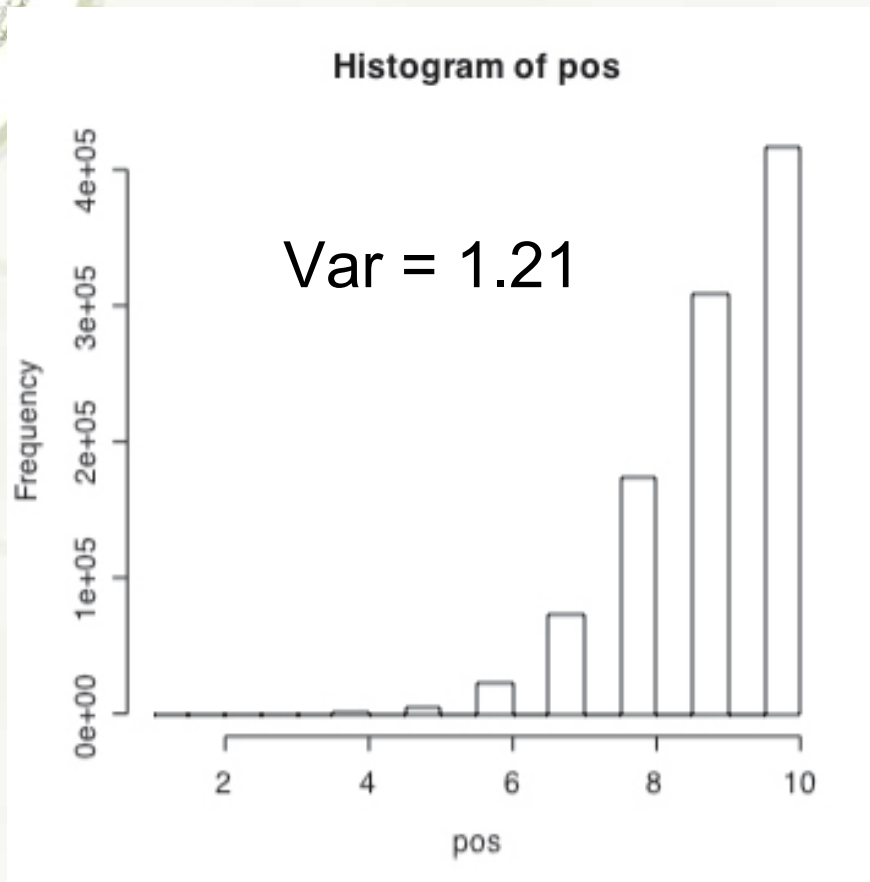 Histogram of pos
Var = 1.21
Frequency
4e+05
3e+05
2e+05
1e+05
0e+00
2 4 6 8 10
pos